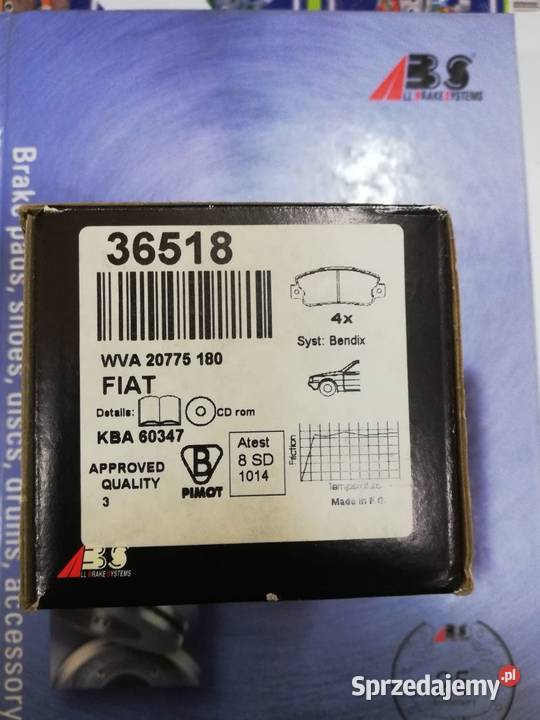 ABS
ALL BRAKE SYSTEMS
Brake pads, shoes, discs, drums, accessory
36518
4x
WVA 20775 180
Syst: Bendix
FIAT
Details:
CD rom
KBA 60347
APPROVED
QUALITY
3
B
PIMOT
Atest
8 SD
1014
Friction
Temperature
Made in E.C.
ABS
ALL BRAKE SYSTEMS
ABS
Sprzedajemy.pl